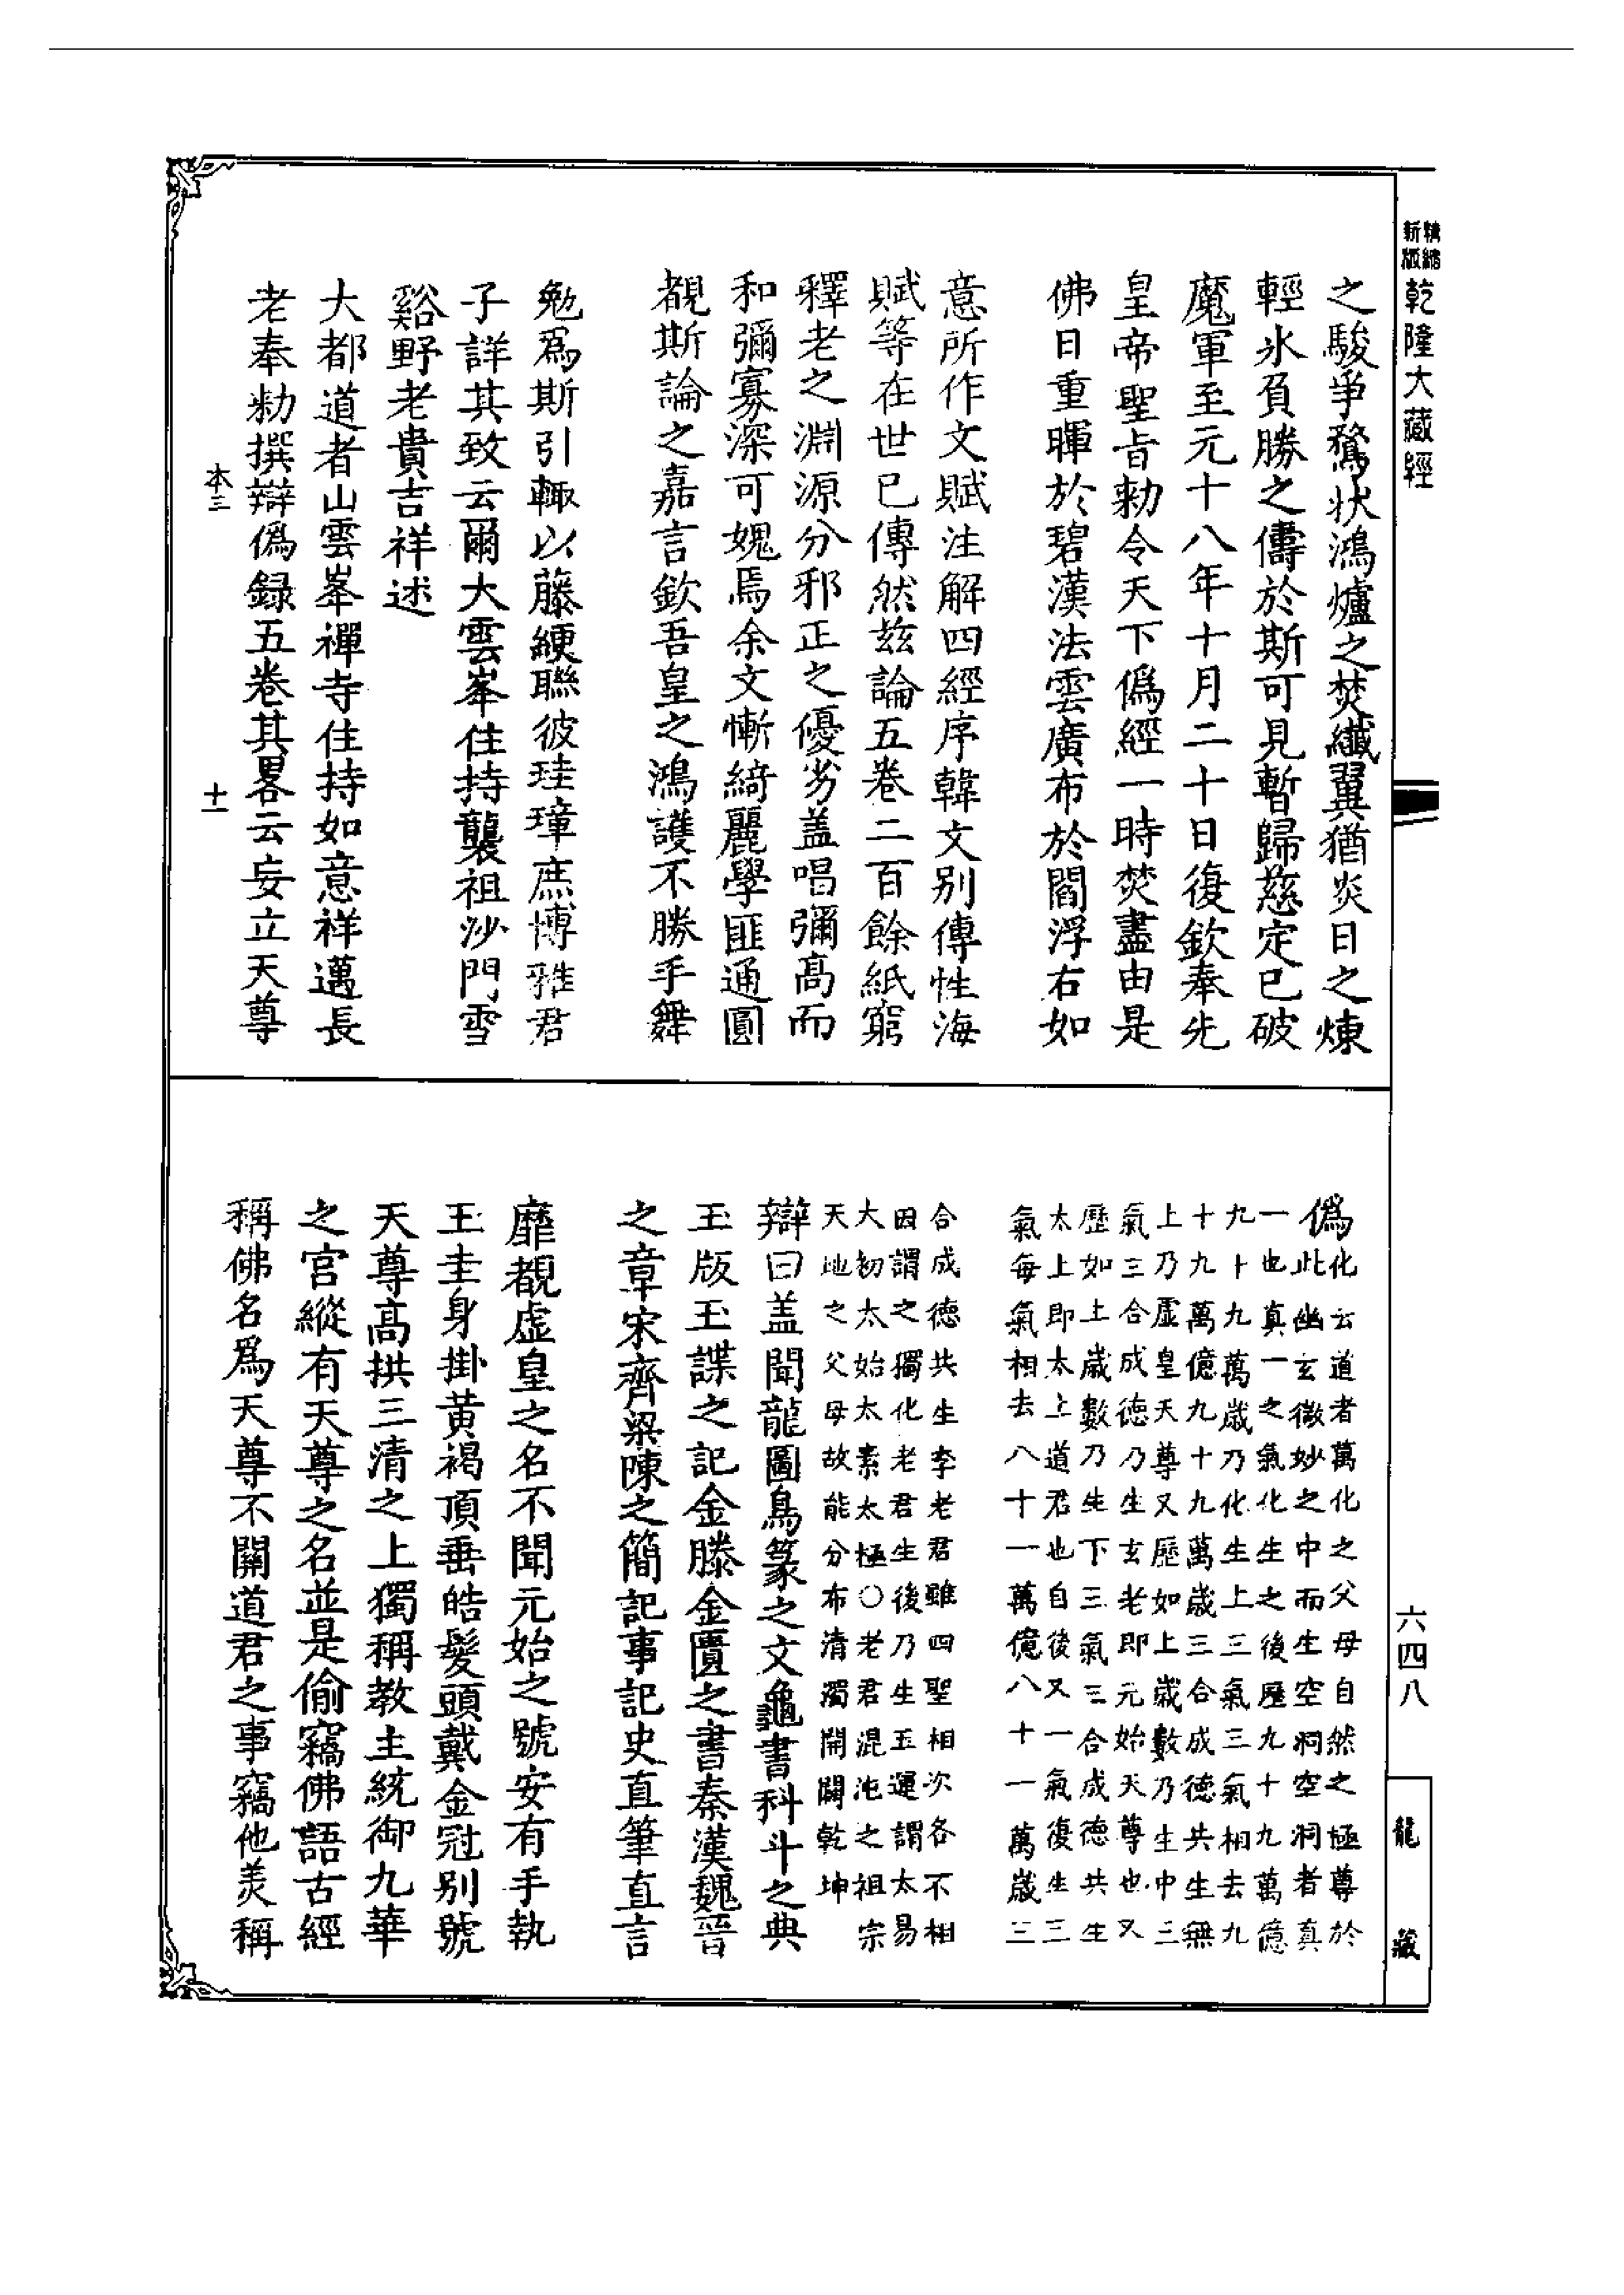 精縮新版
乾隆大藏經
之駿爭騖狀鴻爐之焚纖翼猶炎日之煉
輕氷負勝之儔於斯可見暫歸慈定已破
魔軍至元十八年十月二十日復欽奉先
皇帝聖旨勑令天下僞經一時焚盡由是
佛日重暉於碧漢法雲廣布於閻浮右如
意所作文賦注解四經序韓文别傳性海
賦等在世已傳然兹論五卷二百餘紙窮
釋老之淵源分邪正之優劣盖唱彌高而
和彌寡深可媿焉余文慚綺麗學匪通圓
覩斯論之嘉言欽吾皇之鴻護不勝手舞
勉爲斯引輒以藤綆聯彼珪璋庶博雅君
子詳其致云爾大雲峯住持襲祖沙門雪
谿野老貴吉祥述
大都道者山雲峯禪寺住持如意祥邁長
老奉勑撰辯僞録五卷其畧云妄立天尊
本三 十一
僞化云道者萬化之父母自然之極尊於
此幽玄微妙之中而生空洞空洞者真
一也真一之氣化生之後歷九十九萬億
九十九萬歲乃化生上三氣三氣相去九
十九萬億九十九萬歲三合成德共生無
上乃虛皇天尊又歷如上歲數乃生中三
氣三合成德乃生玄老即元始天尊也又
歷如上歲數乃生下三氣三合成德共生
太上即太上道君也自後又一氣復生三
氣每氣相去八十一萬億八十一萬歲三
合成德共生李老君雖四聖相次各不相
因謂之獨化老君生後乃生玉運謂太易
大初太始太素太極○老君混沌之祖宗
天地之父母故能分布清濁開闢乾坤
辯曰盖聞龍圖鳥篆之文龜書科斗之典
玉版玉諜之記金滕金匱之書秦漢魏晉
之章宋齊梁陳之簡記事記史直筆直言
靡覩虛皇之名不聞元始之號安有手執
玉圭身掛黄褐頂垂皓髮頭戴金冠别號
天尊高拱三清之上獨稱教主統御九華
之宫縱有天尊之名並是偷竊佛語古經
稱佛名爲天尊不關道君之事竊他美稱
六四八
龍藏